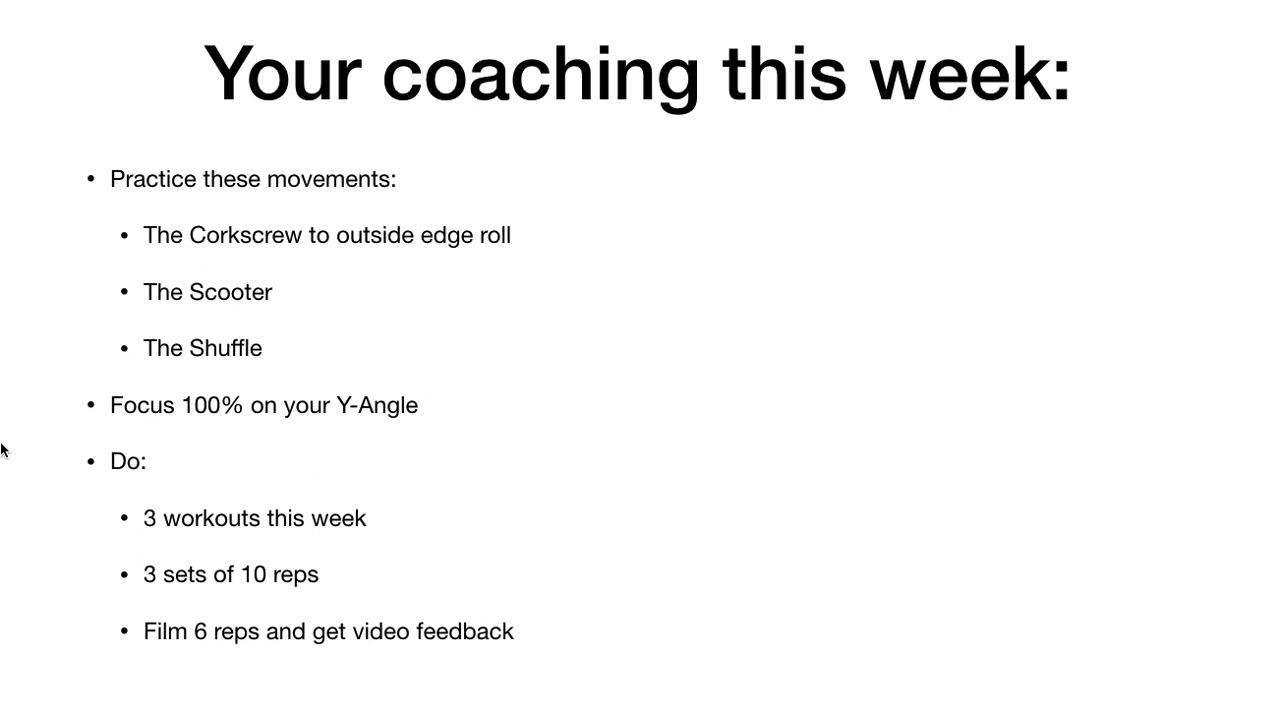 Your coaching this week:
• Practice these movements:
• The Corkscrew to outside edge roll
• The Scooter
• The Shuffle
• Focus 100% on your Y-Angle
• Do:
• 3 workouts this week
• 3 sets of 10 reps
• Film 6 reps and get video feedback